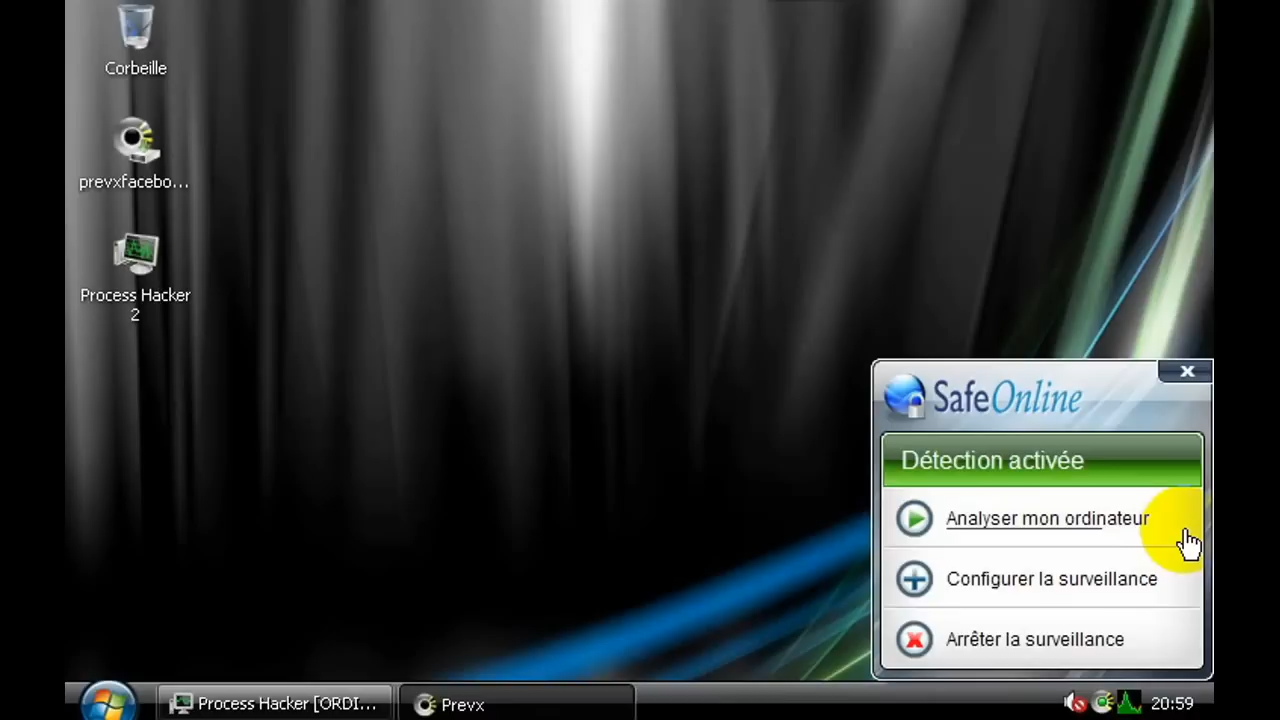 Corbeille
prevxfacebo...
Process Hacker
2
x
SafeOnline
Détection activée
Analyser mon ordinateur
Configurer la surveillance
Arrêter la surveillance
Process Hacker [ORDI...
Prevx
20:59